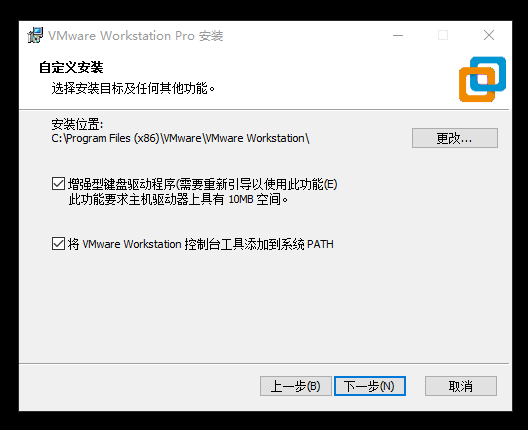 VMware Workstation Pro 安装
自定义安装
选择安装目标及任何其他功能。
安装位置:
C:\Program Files (x86)\VMware\VMware Workstation\
更改...
增强型键盘驱动程序(需要重新引导以使用此功能(E)
此功能要求主机驱动器上具有 10MB 空间。
将 VMware Workstation 控制台工具添加到系统 PATH
上一步(B) 下一步(N) 取消